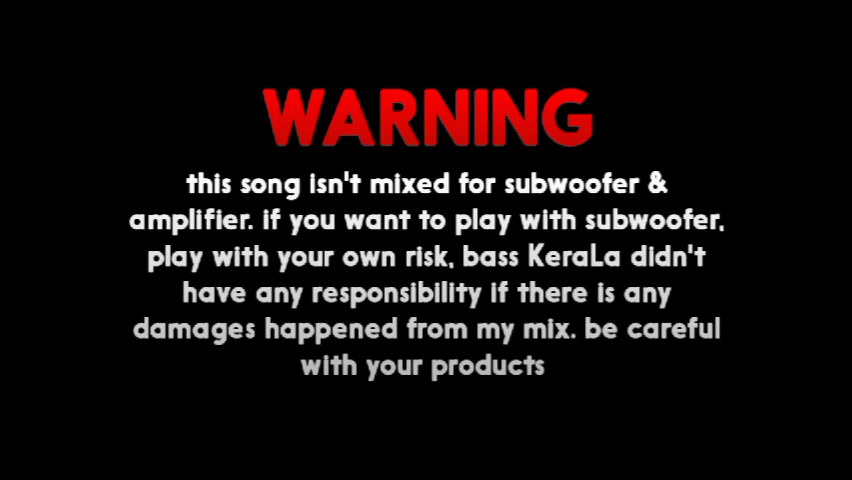 WARNING
this song isn't mixed for subwoofer &
amplifier. if you want to play with subwoofer,
play with your own risk, bass KeraLa didn't
have any responsibility if there is any
damages happened from my mix. be careful
with your products